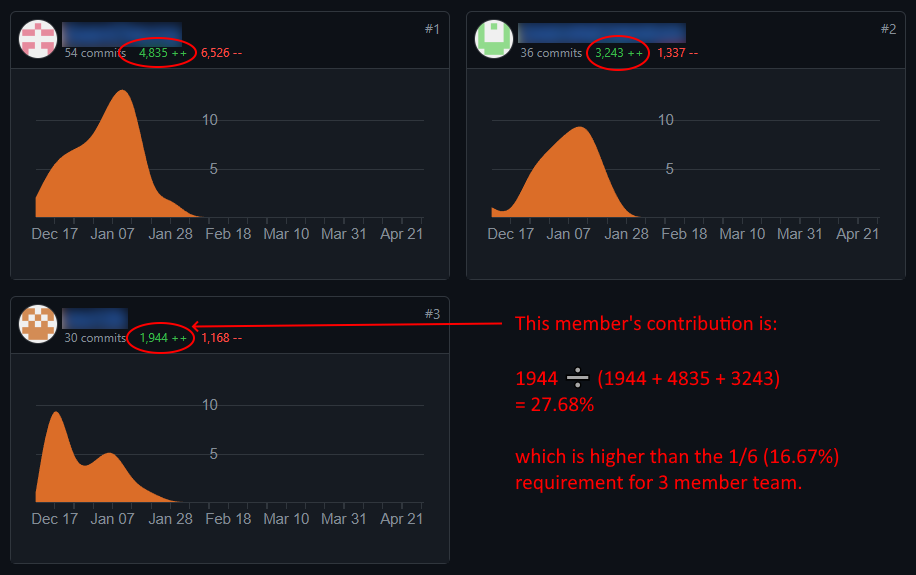 #1
54 commits 4,835 ++ 6,526 --
10
5
Dec 17 Jan 07 Jan 28 Feb 18 Mar 10 Mar 31 Apr 21
#2
36 commits 3,243 ++ 1,337 --
10
5
Dec 17 Jan 07 Jan 28 Feb 18 Mar 10 Mar 31 Apr 21
#3
30 commits 1,944 ++ 1,168 --
10
5
Dec 17 Jan 07 Jan 28 Feb 18 Mar 10 Mar 31 Apr 21
This member's contribution is:
1944 ÷ (1944 + 4835 + 3243)
= 27.68%
which is higher than the 1/6 (16.67%)
requirement for 3 member team.